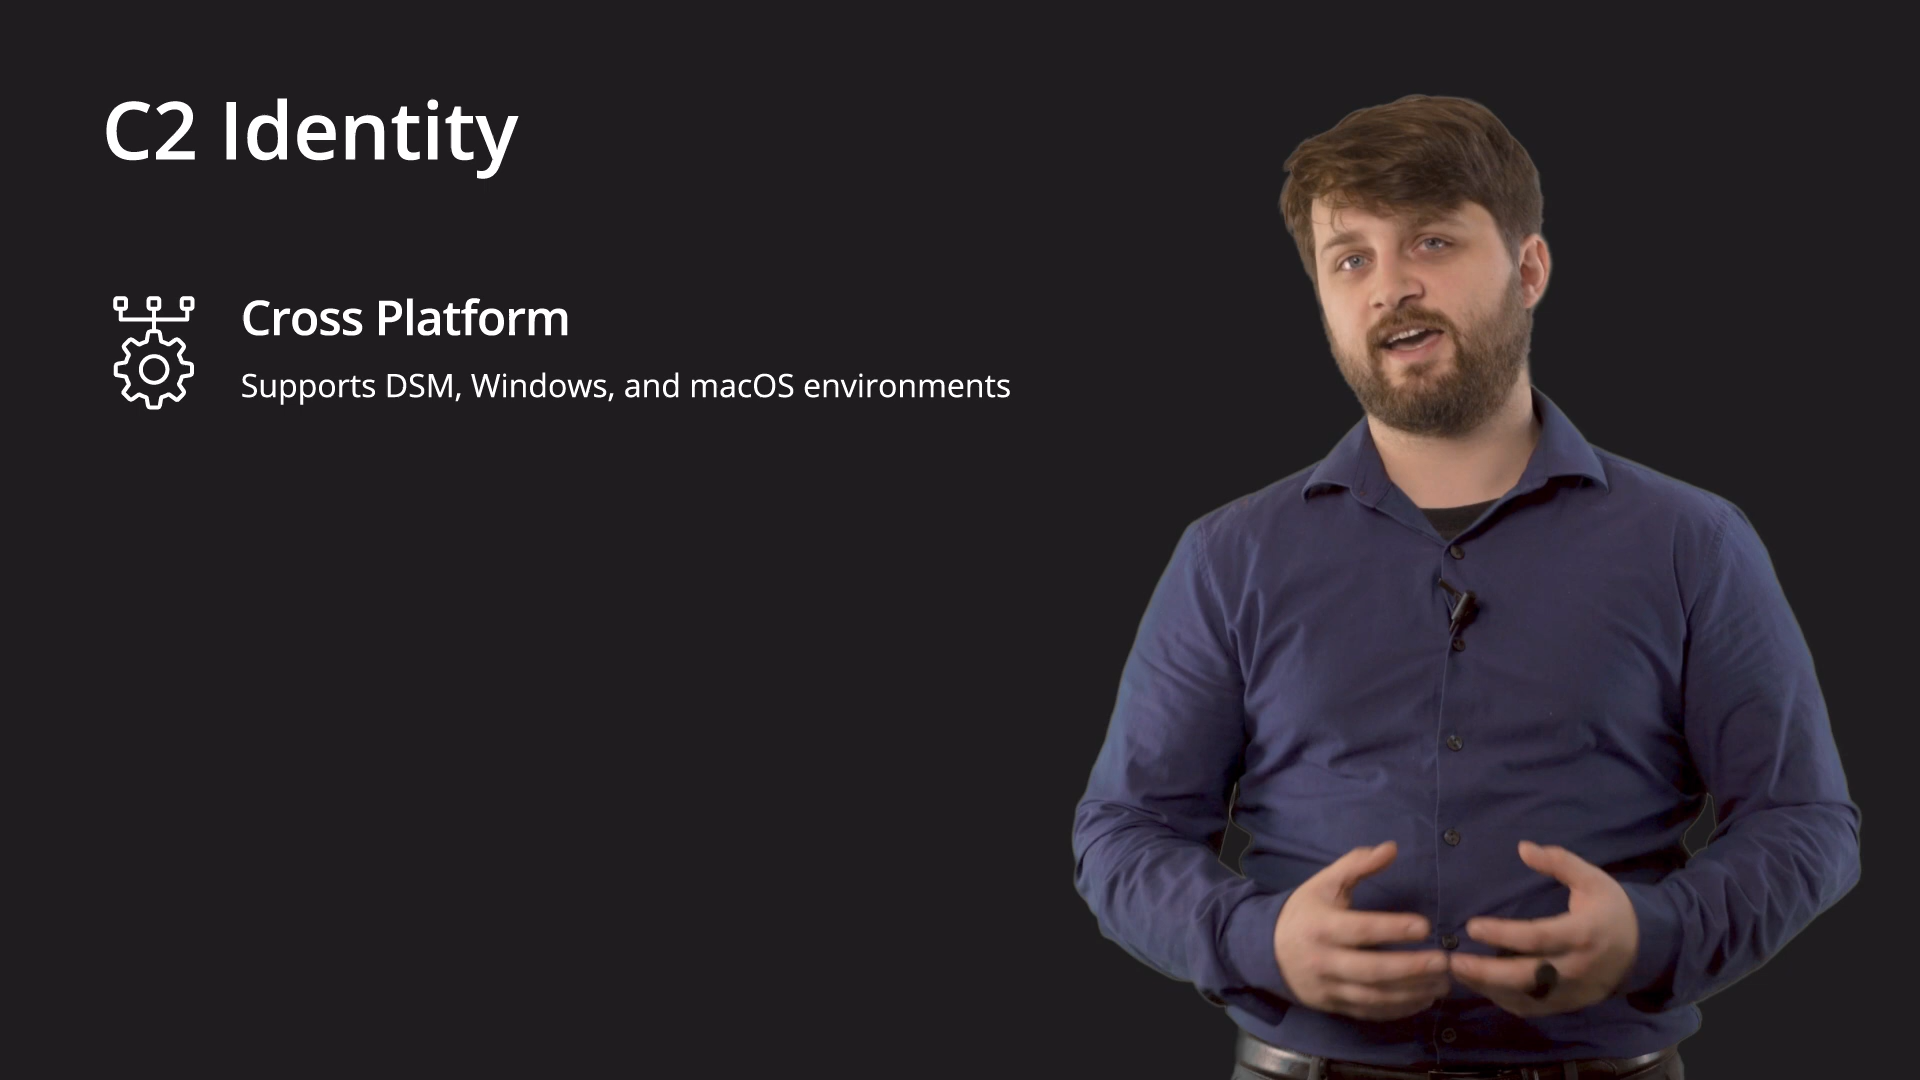 C2 Identity
Cross Platform
Supports DSM, Windows, and macOS environments